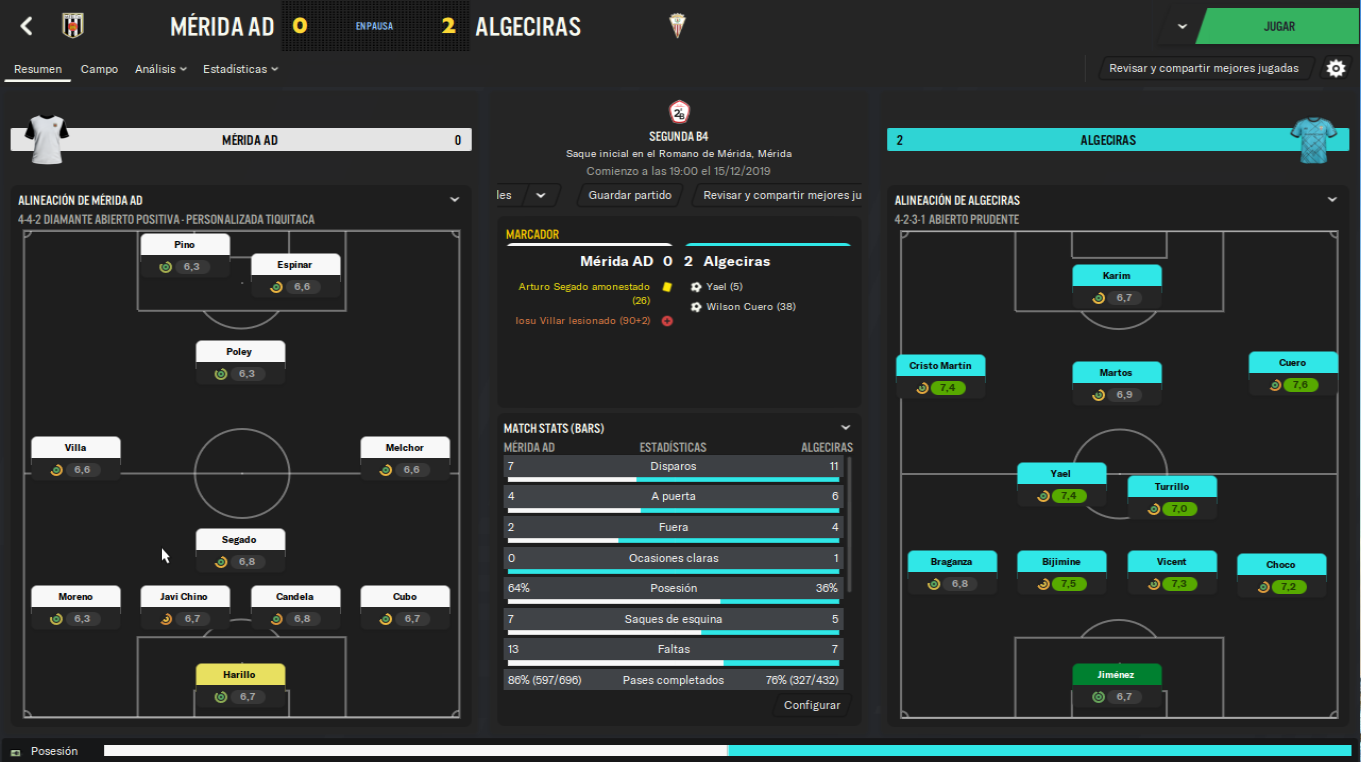 MÉRIDA AD 0 EN PAUSA 2 ALGECIRAS
JUGAR
Resumen Campo Análisis Estadísticas
Revisar y compartir mejores jugadas
MÉRIDA AD 0
ALINEACIÓN DE MÉRIDA AD
4-4-2 DIAMANTE ABIERTO POSITIVA - PERSONALIZADA TIQUITACA
Pino
6,3
Espinar
6,6
Poley
6,3
Villa
6,6
Melchor
6,6
Segado
6,8
Moreno
6,3
Javi Chino
6,7
Candela
6,8
Cubo
6,7
Harillo
6,7
2B
SEGUNDA B4
Saque inicial en el Romano de Mérida, Mérida
Comienzo a las 19:00 el 15/12/2019
les Guardar partido Revisar y compartir mejores ju
MARCADOR
Mérida AD 0 2 Algeciras
Arturo Segado amonestado
(26)
Iosu Villar lesionado (90+2)
Yael (5)
Wilson Cuero (38)
MATCH STATS (BARS)
MÉRIDA AD ESTADÍSTICAS ALGECIRAS
7 Disparos 11
4 A puerta 6
2 Fuera 4
0 Ocasiones claras 1
64% Posesión 36%
7 Saques de esquina 5
13 Faltas 7
86% (597/696) Pases completados 76% (327/432)
Configurar
2 ALGECIRAS
ALINEACIÓN DE ALGECIRAS
4-2-3-1 ABIERTO PRUDENTE
Karim
6,7
Cristo Martín
7,4
Martos
6,9
Cuero
7,6
Yael
7,4
Turrillo
7,0
Braganza
6,8
Bijimine
7,5
Vicent
7,3
Choco
7,2
Jiménez
6,7
Posesión